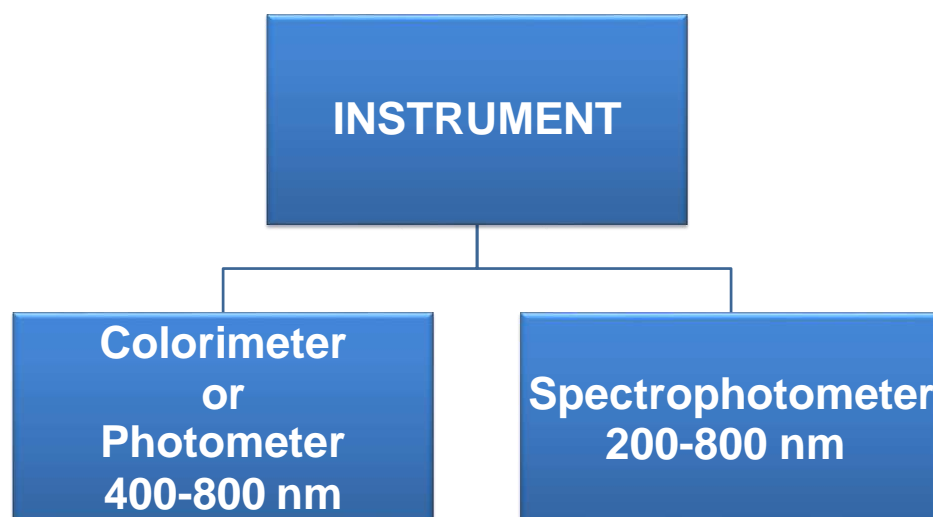 INSTRUMENT
Colorimeter
or
Photometer
400-800 nm
Spectrophotometer
200-800 nm